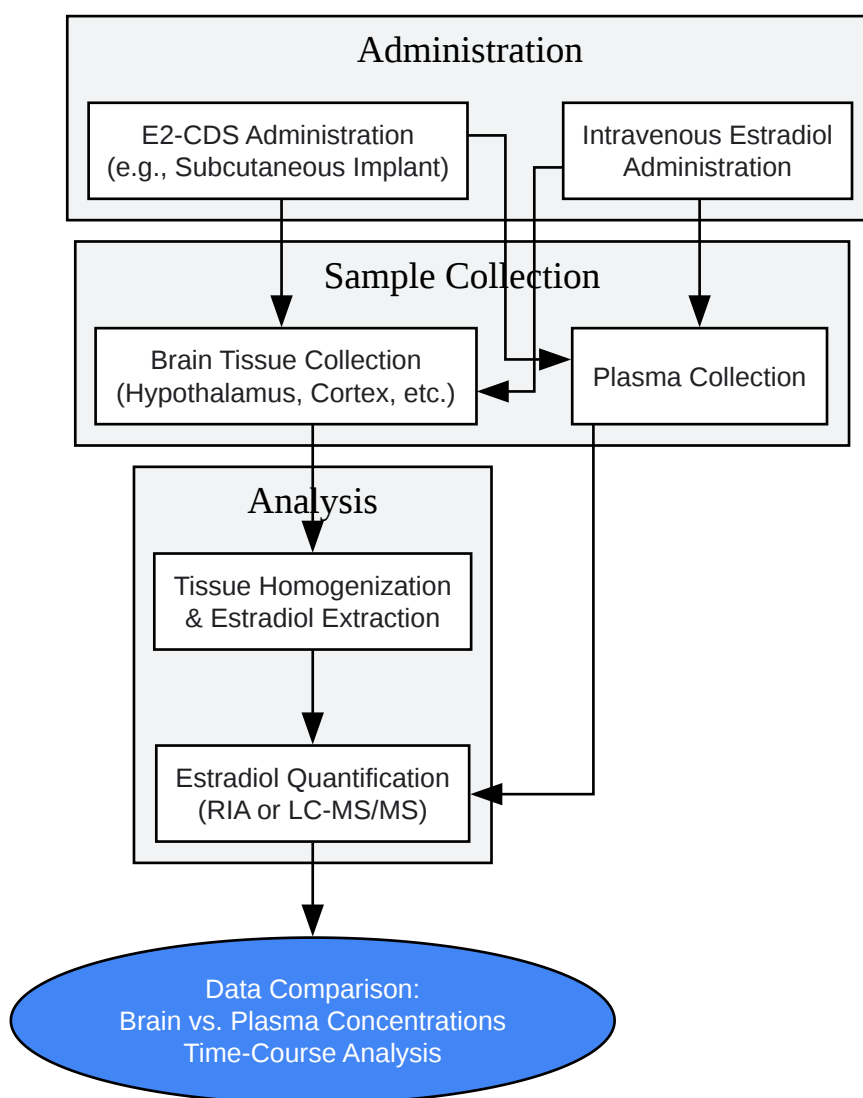 Administration
E2-CDS Administration
(e.g., Subcutaneous Implant)
Intravenous Estradiol
Administration
Sample Collection
Brain Tissue Collection
(Hypothalamus, Cortex, etc.)
Plasma Collection
Analysis
Tissue Homogenization
& Estradiol Extraction
Estradiol Quantification
(RIA or LC-MS/MS)
Data Comparison:
Brain vs. Plasma Concentrations
Time-Course Analysis